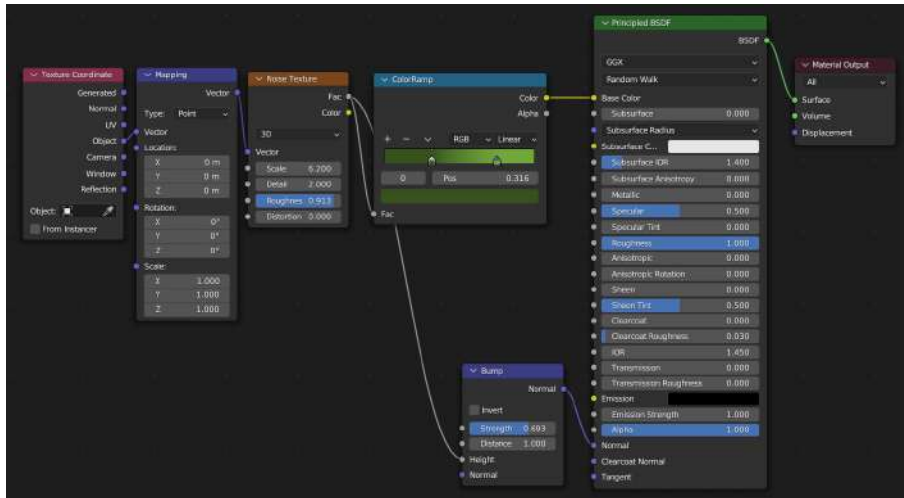 Texture Coordinate
Generated
Normal
UV
Object
Camera
Window
Reflection
Object:
From Instancer
Mapping
Vector
Type: Point
Vector
Location:
X 0 m
Y 0 m
Z 0 m
Rotation:
X 0°
Y 0°
Z 0°
Scale:
X 1.000
Y 1.000
Z 1.000
Noise Texture
Fac
Color
3D
Vector
Scale 6.200
Detail 2.000
Roughnes 0.913
Distortion 0.000
ColorRamp
Color
Alpha
+ − RGB Linear
0 Pos 0.316
Fac
Bump
Normal
Invert
Strength 0.693
Distance 1.000
Height
Normal
Principled BSDF
BSDF
GGX
Random Walk
Base Color
Subsurface 0.000
Subsurface Radius
Subsurface C...
Subsurface IOR 1.400
Subsurface Anisotropy 0.000
Metallic 0.000
Specular 0.500
Specular Tint 0.000
Roughness 1.000
Anisotropic 0.000
Anisotropic Rotation 0.000
Sheen 0.000
Sheen Tint 0.500
Clearcoat 0.000
Clearcoat Roughness 0.030
IOR 1.450
Transmission 0.000
Transmission Roughness 0.000
Emission
Emission Strength 1.000
Alpha 1.000
Normal
Clearcoat Normal
Tangent
Material Output
All
Surface
Volume
Displacement